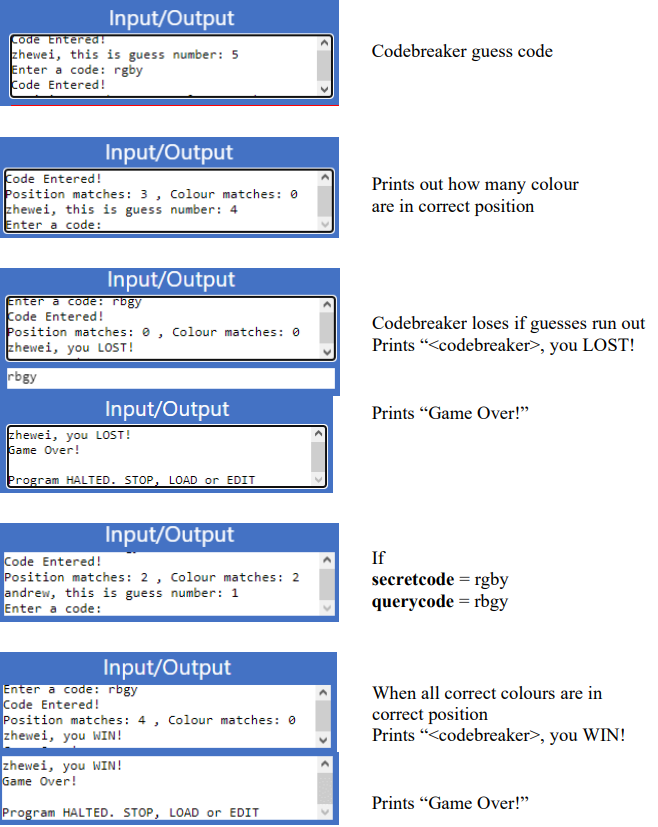 Input/Output
Code Entered!
zhewei, this is guess number: 5
Enter a code: rgby
Code Entered!
Codebreaker guess code
Input/Output
Code Entered!
Position matches: 3 , Colour matches: 0
zhewei, this is guess number: 4
Enter a code:
Prints out how many colour
are in correct position
Input/Output
Enter a code: rbgy
Code Entered!
Position matches: 0 , Colour matches: 0
zhewei, you LOST!
rbgy
Codebreaker loses if guesses run out
Prints “<codebreaker>, you LOST!
Input/Output
zhewei, you LOST!
Game Over!
Program HALTED. STOP, LOAD or EDIT
Prints “Game Over!”
Input/Output
Code Entered!
Position matches: 2 , Colour matches: 2
andrew, this is guess number: 1
Enter a code:
If
secretcode = rgby
querycode = rbgy
Input/Output
Enter a code: rbgy
Code Entered!
Position matches: 4 , Colour matches: 0
zhewei, you WIN!
When all correct colours are in
correct position
Prints “<codebreaker>, you WIN!
zhewei, you WIN!
Game Over!
Program HALTED. STOP, LOAD or EDIT
Prints “Game Over!”